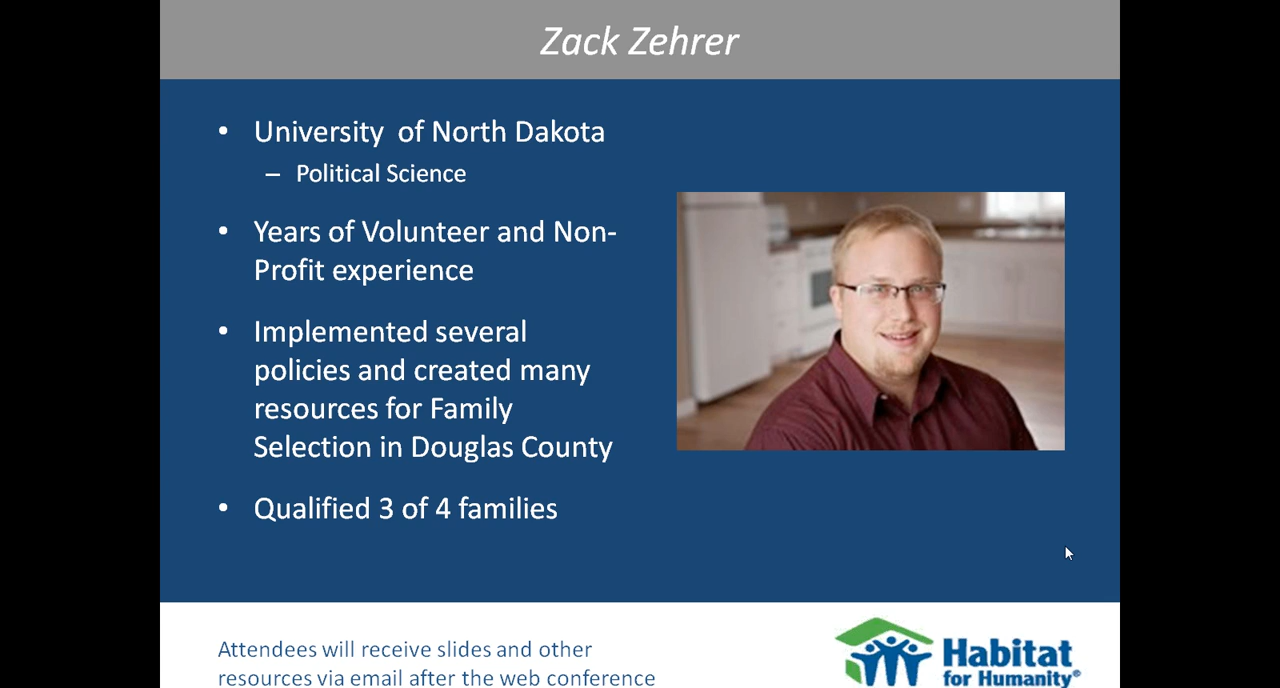 Zack Zehrer
• University  of North Dakota
– Political Science
• Years of Volunteer and Non-
Profit experience
• Implemented several
policies and created many
resources for Family
Selection in Douglas County
• Qualified 3 of 4 families
Attendees will receive slides and other
resources via email after the web conference
Habitat
for Humanity®